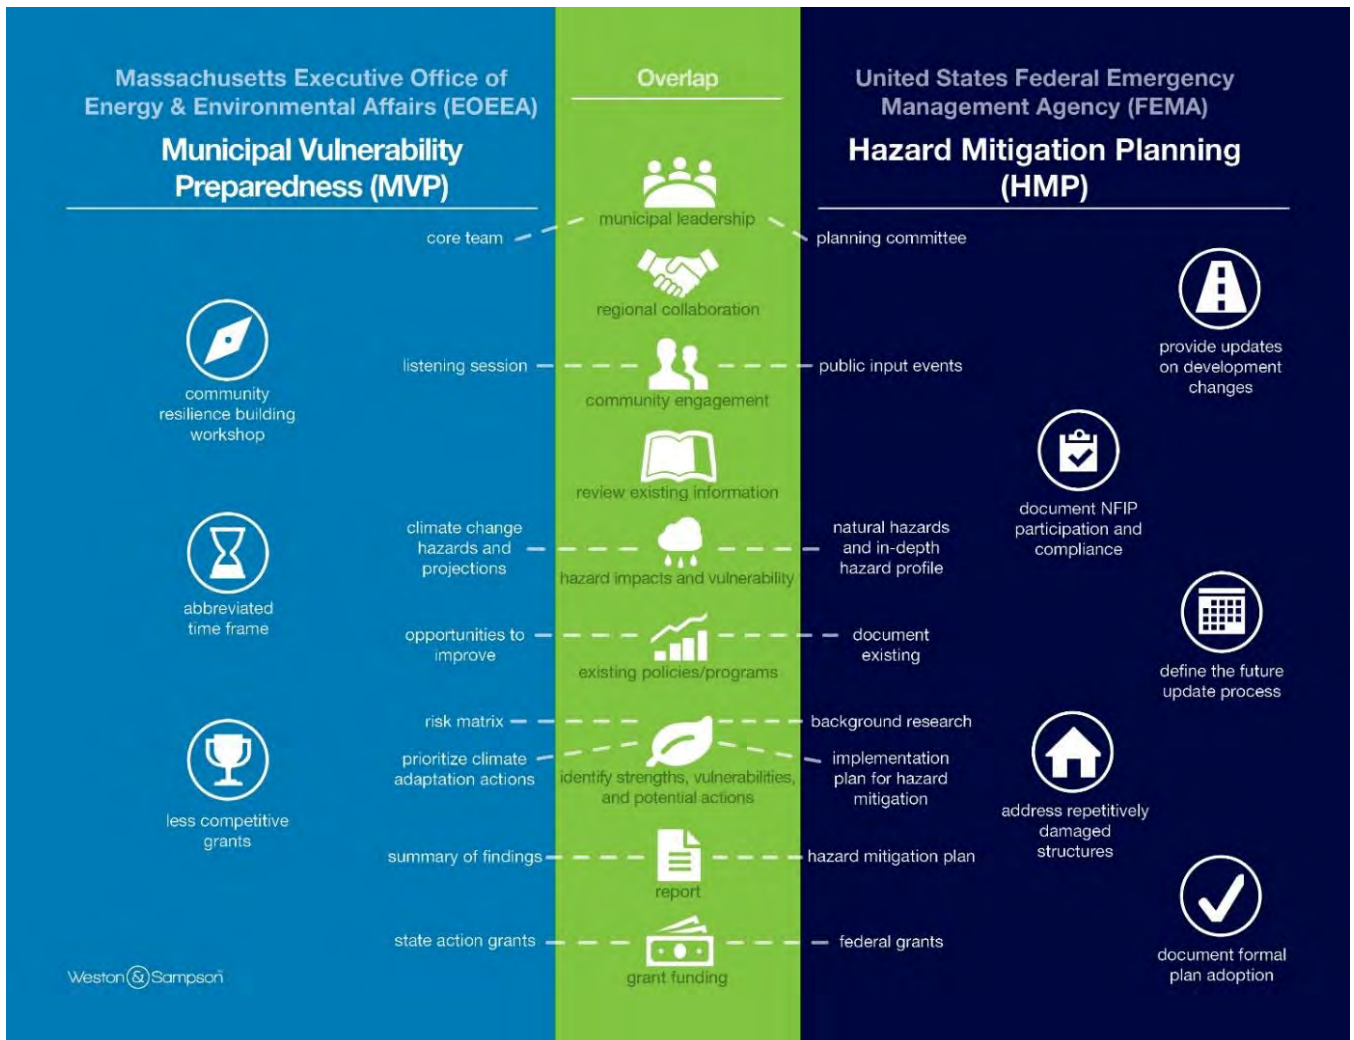 Massachusetts Executive Office of
Energy & Environmental Affairs (EOEEA)
Municipal Vulnerability
Preparedness (MVP)
core team
community
resilience building
workshop
listening session
climate change
hazards and
projections
abbreviated
time frame
opportunities to
improve
risk matrix
prioritize climate
adaptation actions
less competitive
grants
summary of findings
state action grants
Weston & Sampson
Overlap
municipal leadership
regional collaboration
community engagement
review existing information
hazard impacts and vulnerability
existing policies/programs
identify strengths, vulnerabilities,
and potential actions
report
grant funding
United States Federal Emergency
Management Agency (FEMA)
Hazard Mitigation Planning
(HMP)
planning committee
provide updates
on development
changes
public input events
document NFIP
participation and
compliance
natural hazards
and in-depth
hazard profile
document
existing
define the future
update process
background research
implementation
plan for hazard
mitigation
address repetitively
damaged
structures
hazard mitigation plan
federal grants
document formal
plan adoption